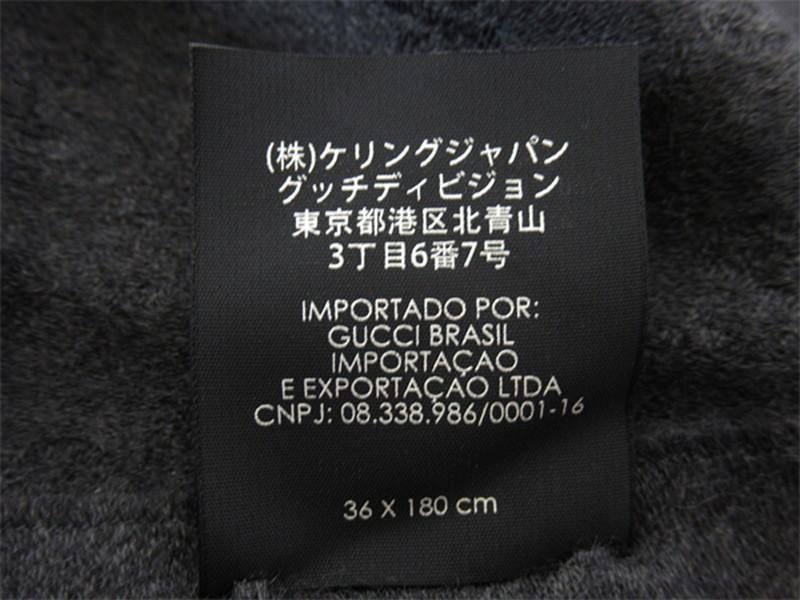 (株)ケリングジャパン
グッチディビジョン
東京都港区北青山
3丁目6番7号
IMPORTADO POR:
GUCCI BRASIL
IMPORTAÇAO
E EXPORTAÇAO LTDA
CNPJ: 08.338.986/0001-16
36 X 180 cm